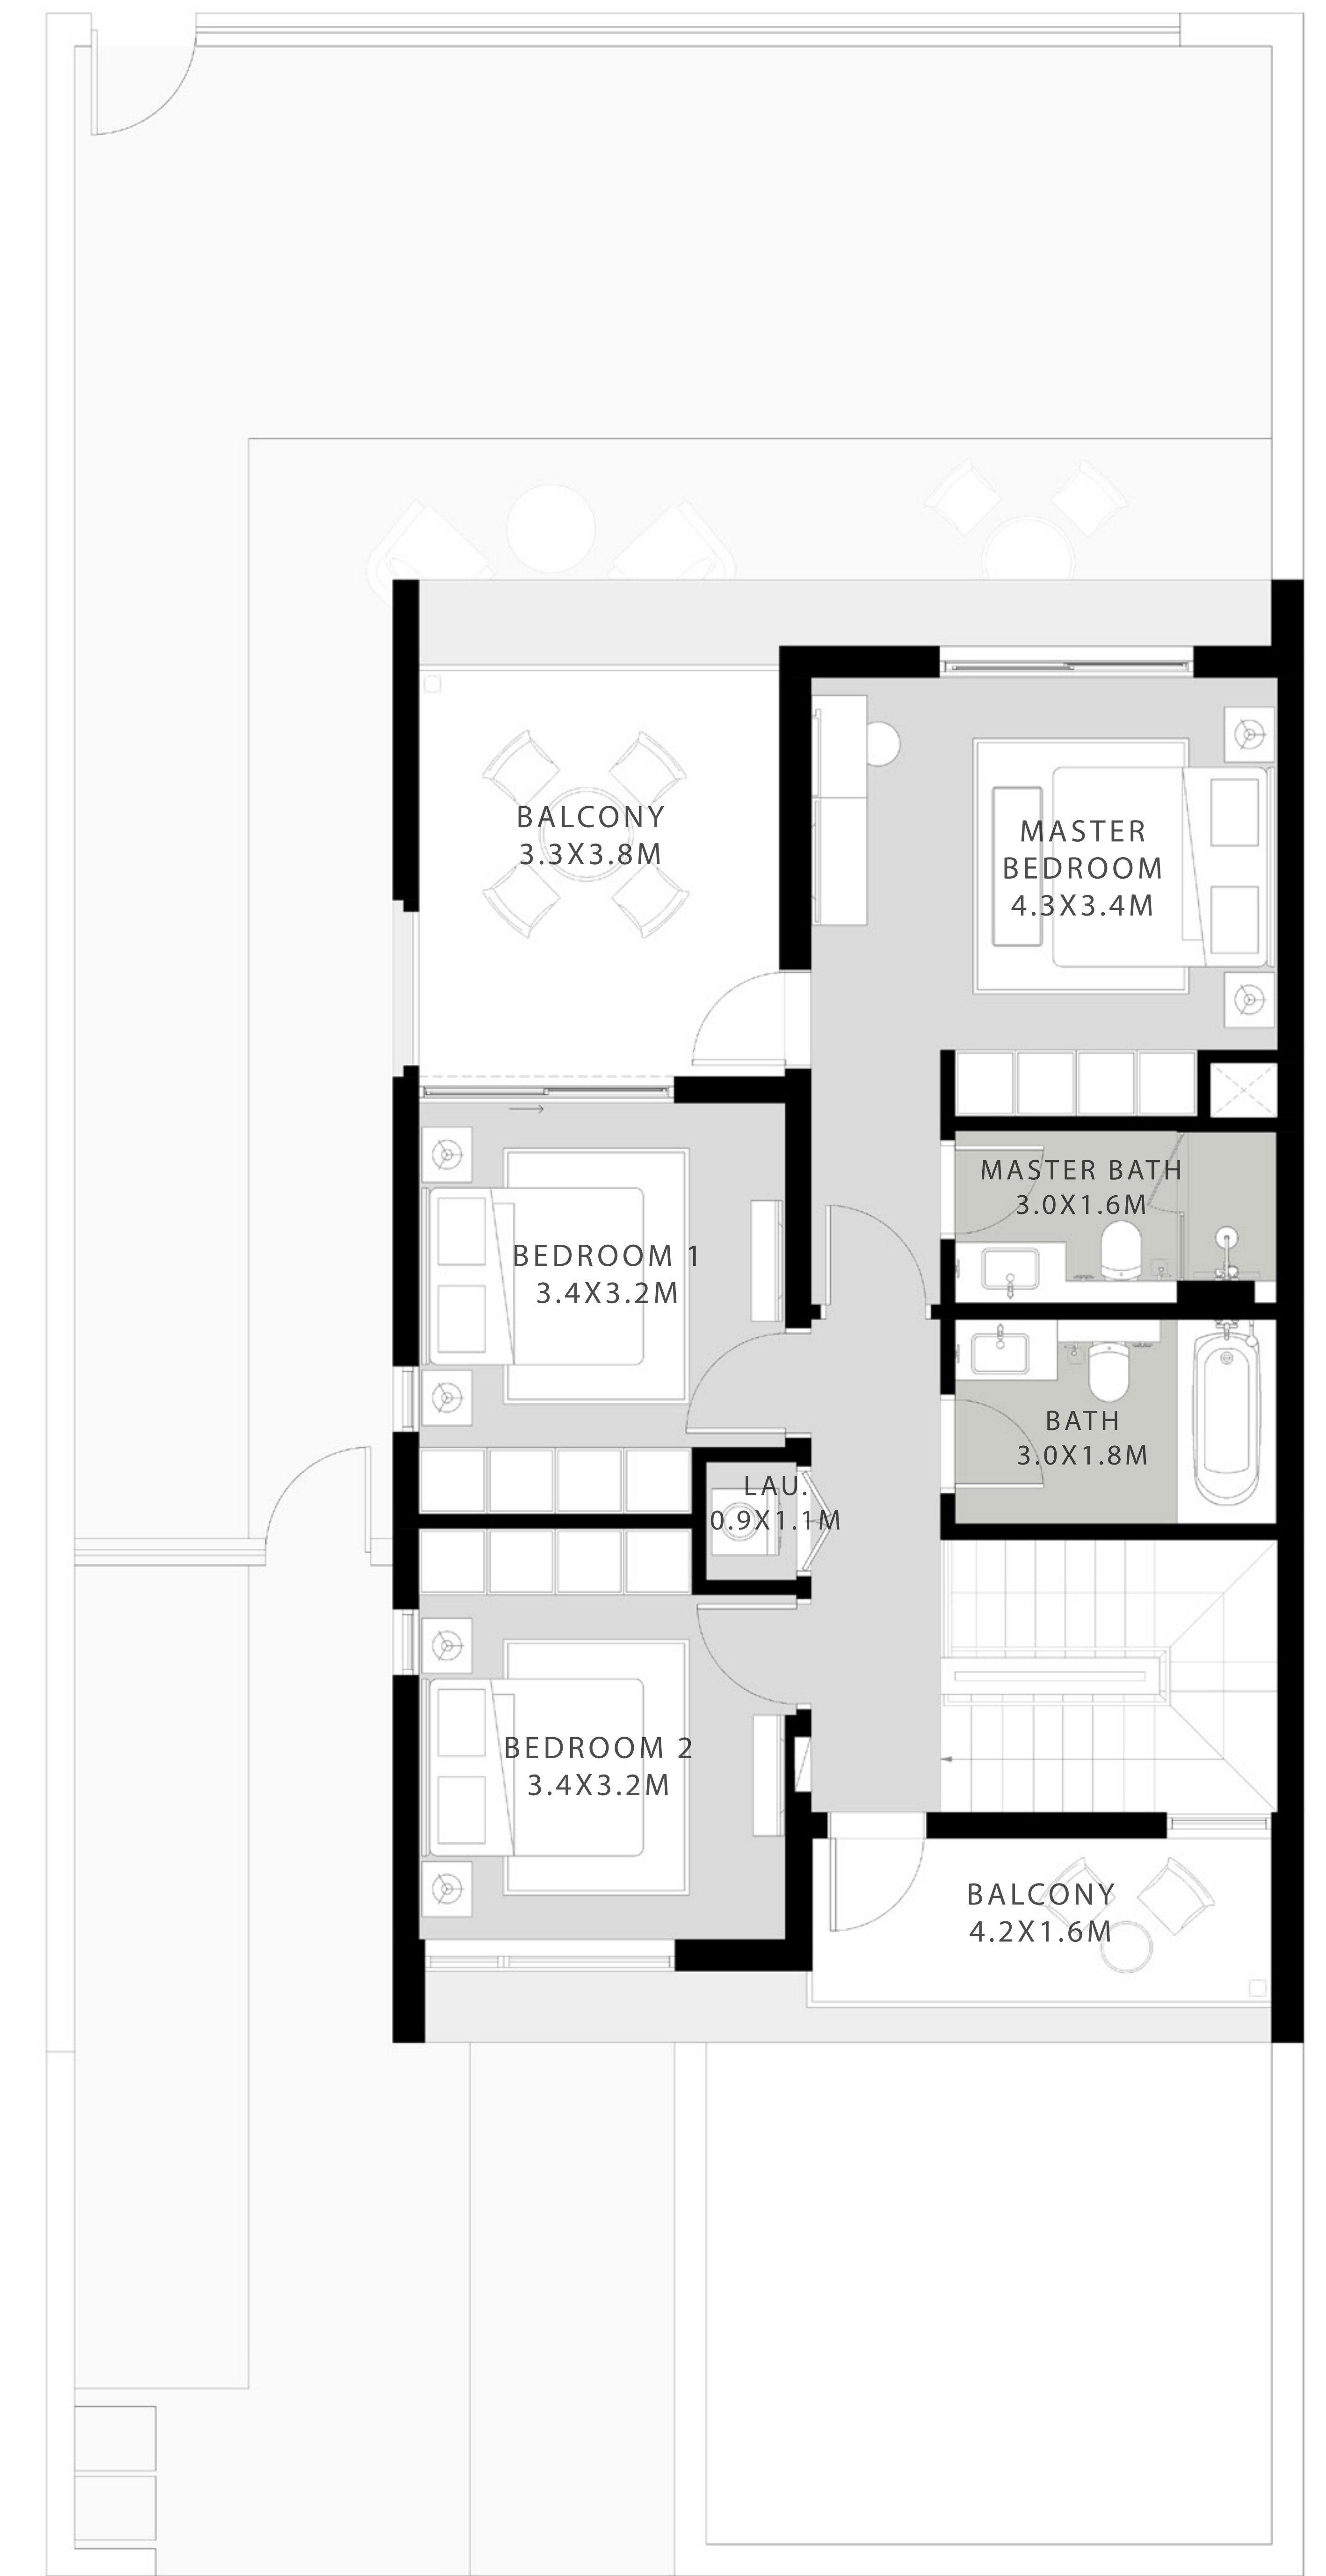 BALCONY
3.3X3.8M
MASTER
BEDROOM
4.3X3.4M
MASTER BATH
3.0X1.6M
BEDROOM 1
3.4X3.2M
BATH
3.0X1.8M
LAU.
0.9X1.1M
BEDROOM 2
3.4X3.2M
BALCONY
4.2X1.6M